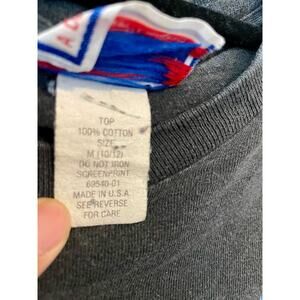 TOP
100% COTTON
SIZE
M (10/12)
DO NOT IRON
SCREENPRINT
69540-01
MADE IN U.S.A.
SEE REVERSE
FOR CARE